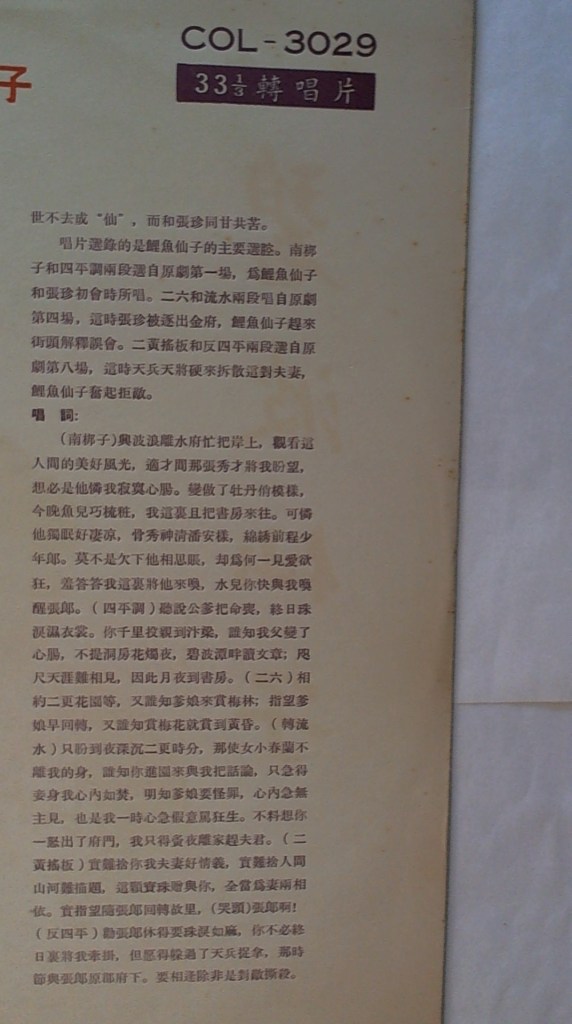 COL-3029
子
33⅓ 轉唱片
世不去成“仙”，而和張珍同甘共苦。
唱片選錄的是鯉魚仙子的主要選腔。南梆
子和四平調兩段選自原劇第一場，爲鯉魚仙子
和張珍初會時所唱。二六和流水兩段唱自原劇
第四場，這時張珍被逐出金府，鯉魚仙子趕來
街頭解釋誤會。二黃搖板和反四平兩段選自原
劇第八場，這時天兵天將硬來拆散這對夫妻，
鯉魚仙子奮起拒敵。
唱 詞：
（南梆子）興波浪離水府忙把岸上，觀看這
人間的美好風光，適才間那張秀才將我盼望，
想必是他憐我寂寞心腸。變做了牡丹俏模樣，
今晚魚兒巧梳粧，我這裏且把書房來往。可憐
他獨眠好凄凉，骨秀神清潘安樣，綿綉前程少
年郞。莫不是欠下他相思賬，却爲何一見愛欲
狂，羞答答我這裏將他來喚，水兒你快與我喚
醒張郞。（四平調）聽說公爹把命喪，終日珠
淚濕衣裳。你千里投親到汴梁，誰知我父變了
心腸，不提洞房花燭夜，碧波潭畔讀文章；咫
尺天涯難相見，因此月夜到書房。（二六）相
約二更花園等，又誰知爹娘來賞梅林；指望爹
娘早回轉，又誰知賞梅花就賞到黃昏。（轉流
水）只盼到夜深沉二更時分，那使女小春蘭不
離我的身，誰知你進園來與我把話論，只急得
妾身我心內如焚，明知爹娘要怪罪，心內急無
主見，也是我一時心急假意罵狂生。不料想你
一怒出了府門，我只得夤夜離家趕夫君。（二
黃搖板）實難捨你我夫妻好情義，實難捨人間
山河難描題，這顆寶珠贈與你，全當爲妻兩相
依。實指望隨張郞回轉故里，（哭頭）張郞啊！
（反四平）勸張郞休得要珠淚如麻，你不必終
日裏將我牽掛，但愿得躱過了天兵捉拿，那時
節與張郞原郡府下。要相逢除非是對敵撕殺。